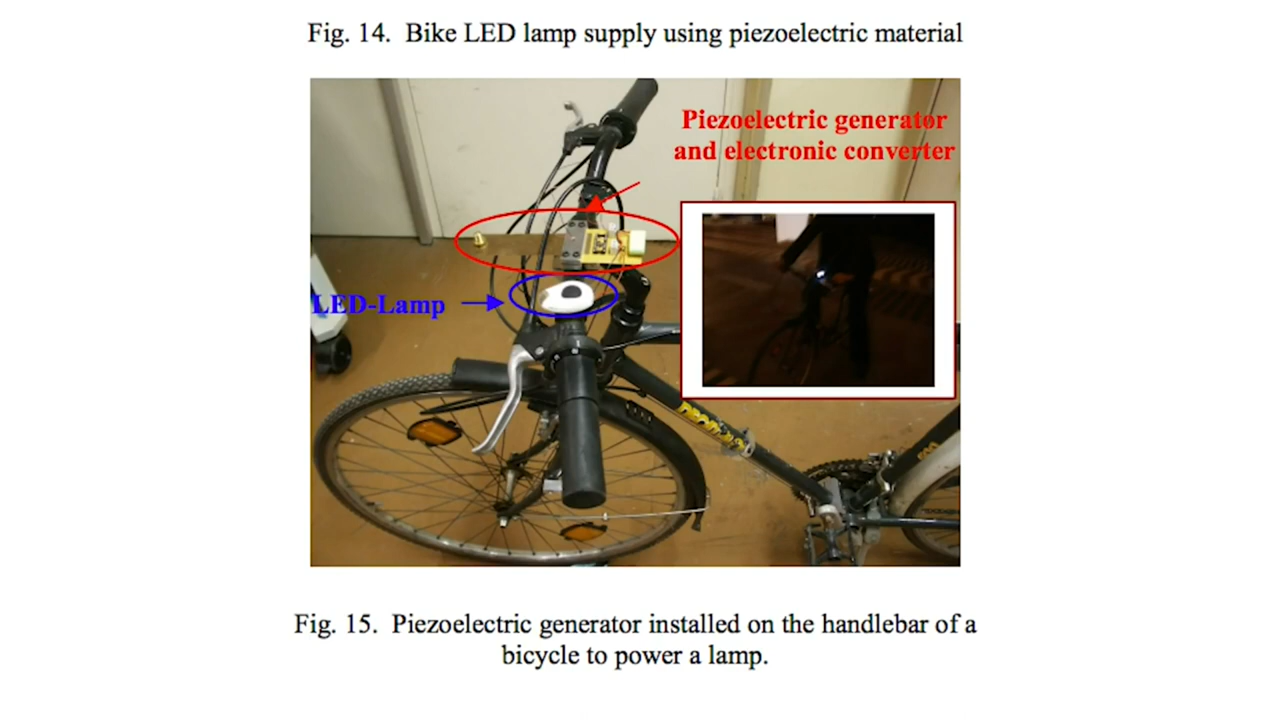 Fig. 14.  Bike LED lamp supply using piezoelectric material
Piezoelectric generator
and electronic converter
LED-Lamp
Fig. 15.  Piezoelectric generator installed on the handlebar of a
bicycle to power a lamp.